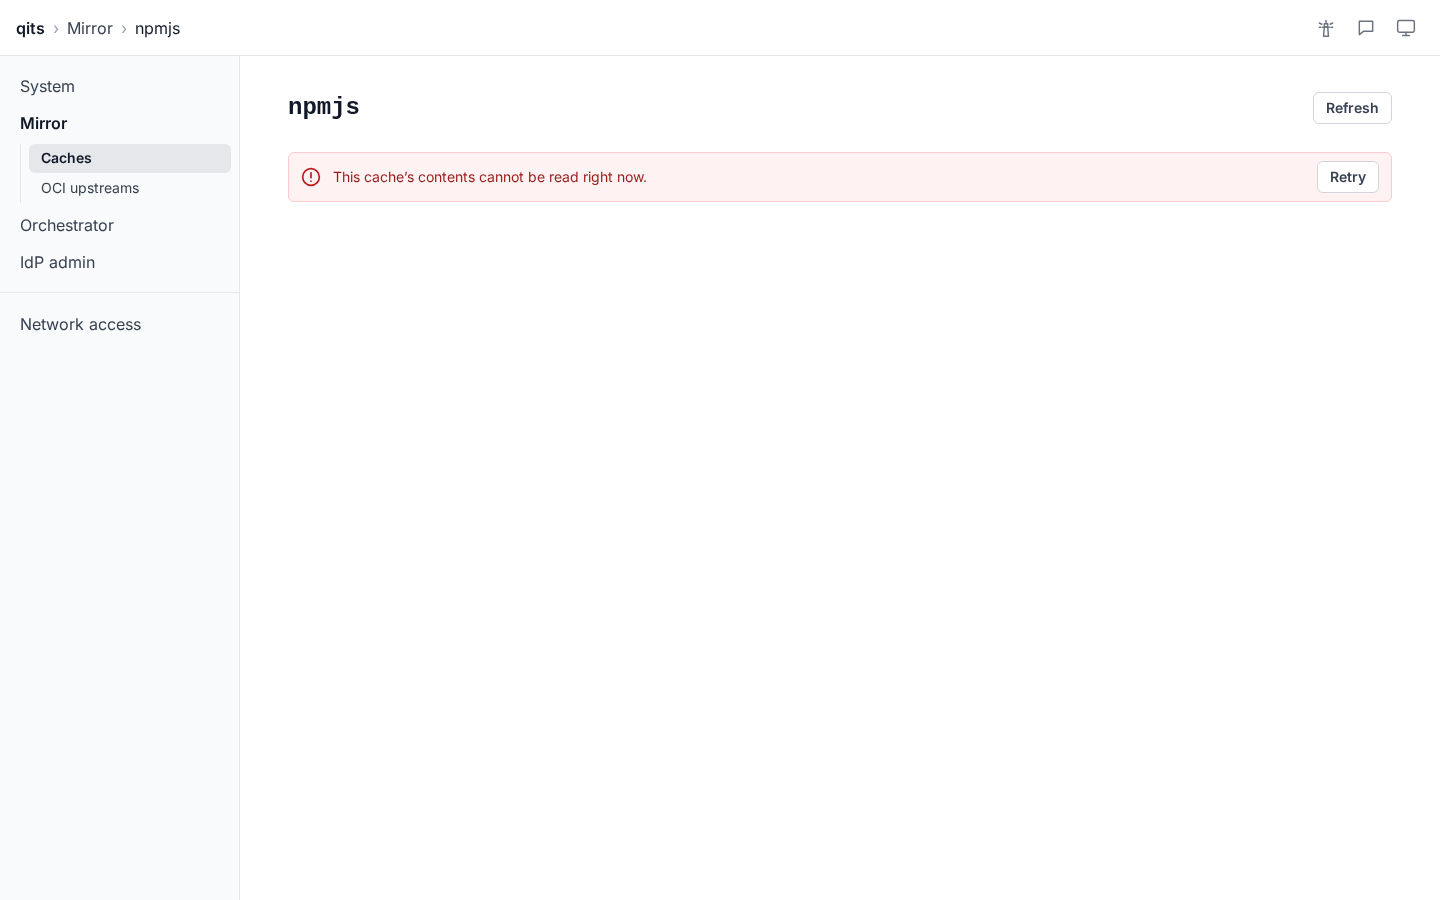 qits › Mirror › npmjs
System
Mirror
Caches
OCI upstreams
Orchestrator
IdP admin
Network access
npmjs
Refresh
This cache’s contents cannot be read right now.
Retry